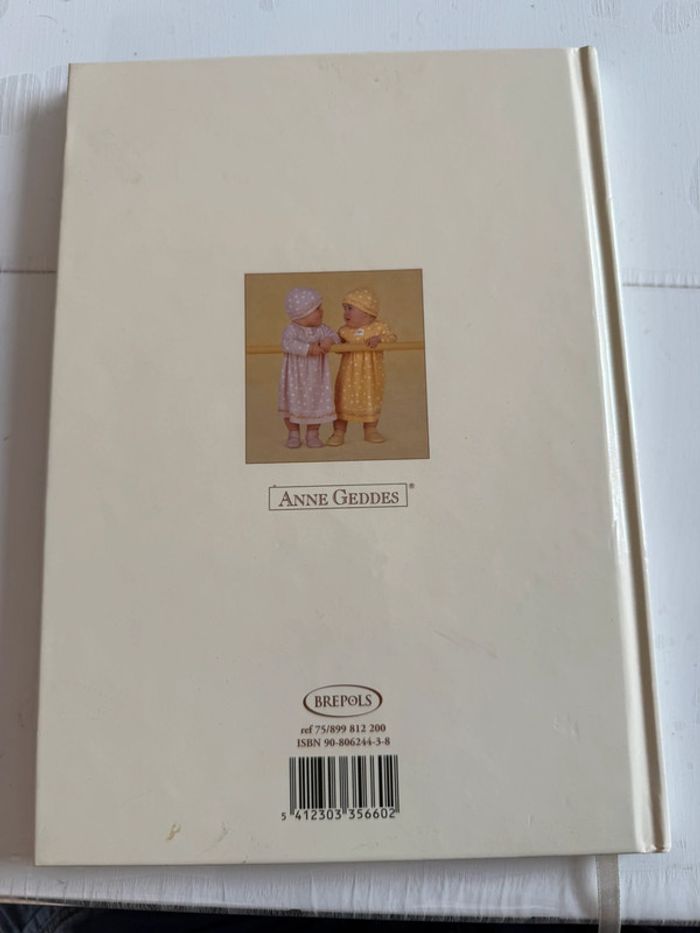 ANNE GEDDES®
BREPOLS
ref 75/899 812 200
ISBN 90-806244-3-8
5 412303 356602